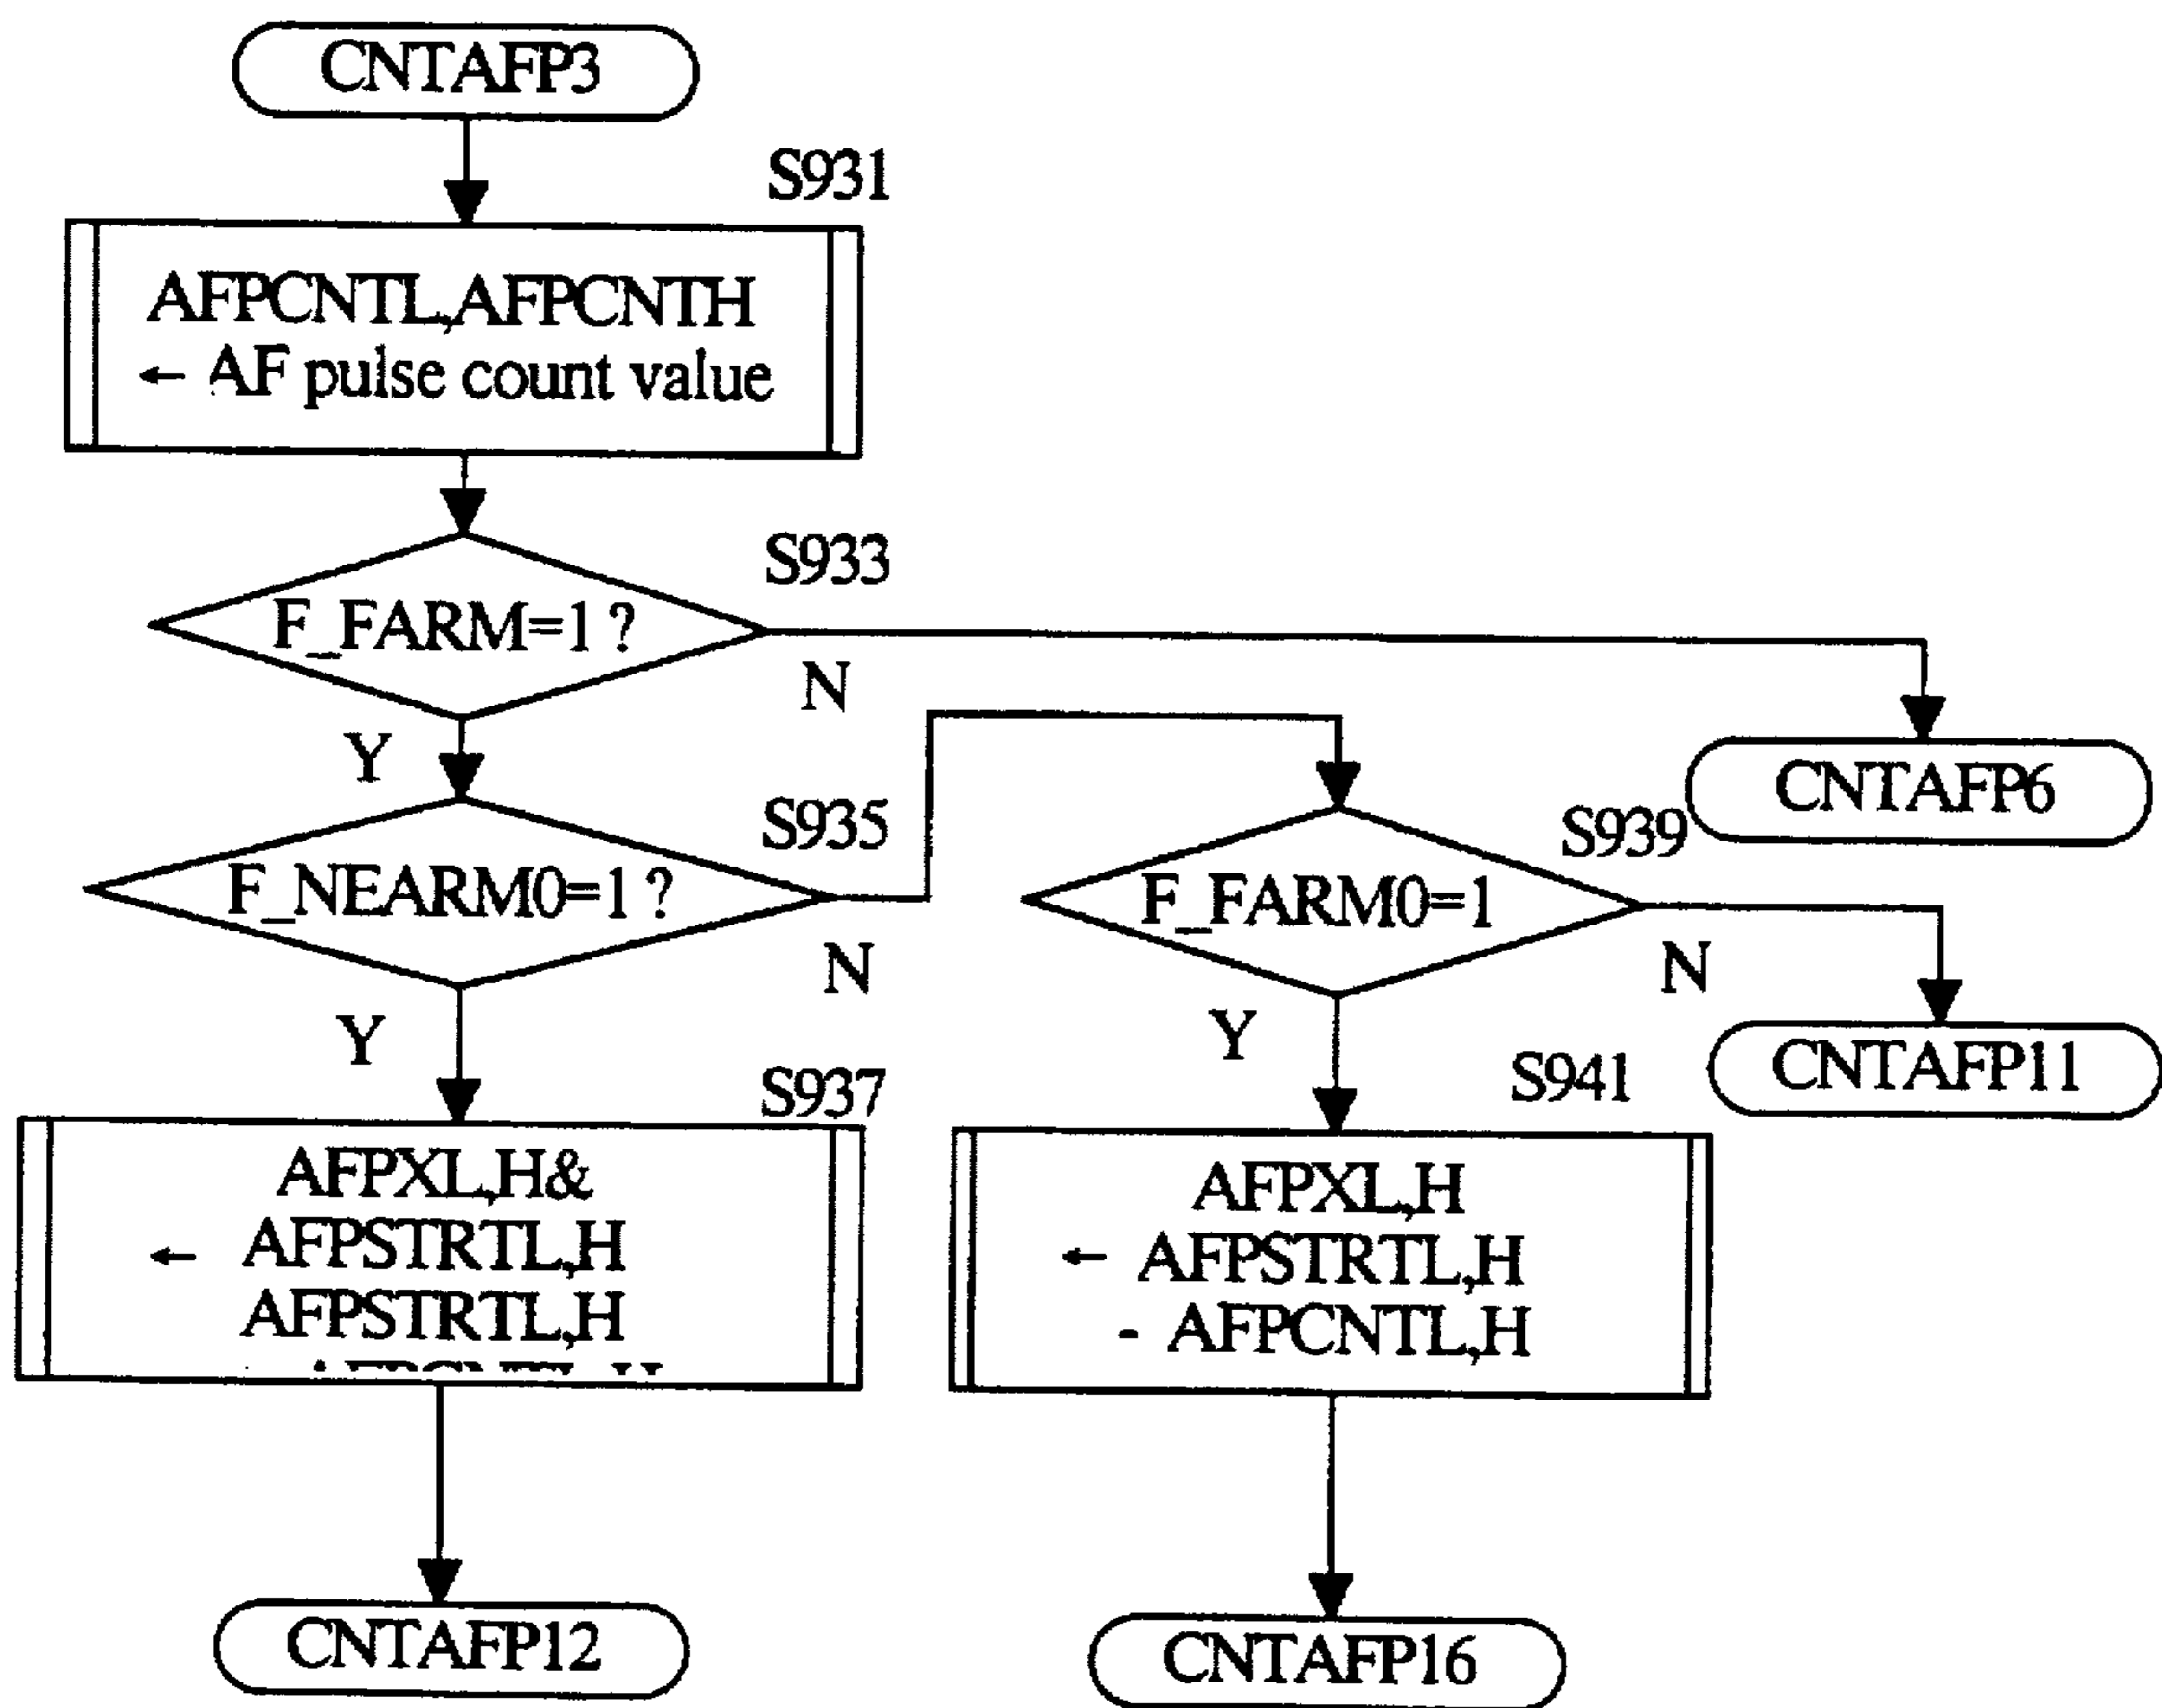 CNTAFP3
S931
AFPCNTL,AFPCNTH
← AF pulse count value
S933
F_FARM=1 ?
N
Y
CNTAFP6
S935
F_NEARM0=1 ?
N
Y
S939
F_FARM0=1
N
Y
CNTAFP11
S937
AFPXL,H&
← AFPSTRTL,H
AFPSTRTL,H
S941
AFPXL,H
← AFPSTRTL,H
- AFPCNTL,H
CNTAFP12
CNTAFP16